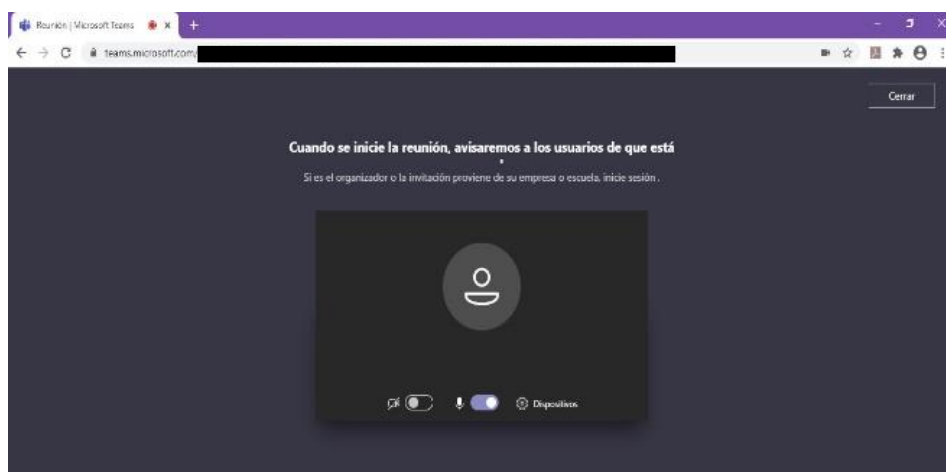 Reunión | Microsoft Teams
teams.microsoft.com/
Cerrar
Cuando se inicie la reunión, avisaremos a los usuarios de que está
Si es el organizador o la invitación proviene de su empresa o escuela, inicie sesión .
Dispositivos